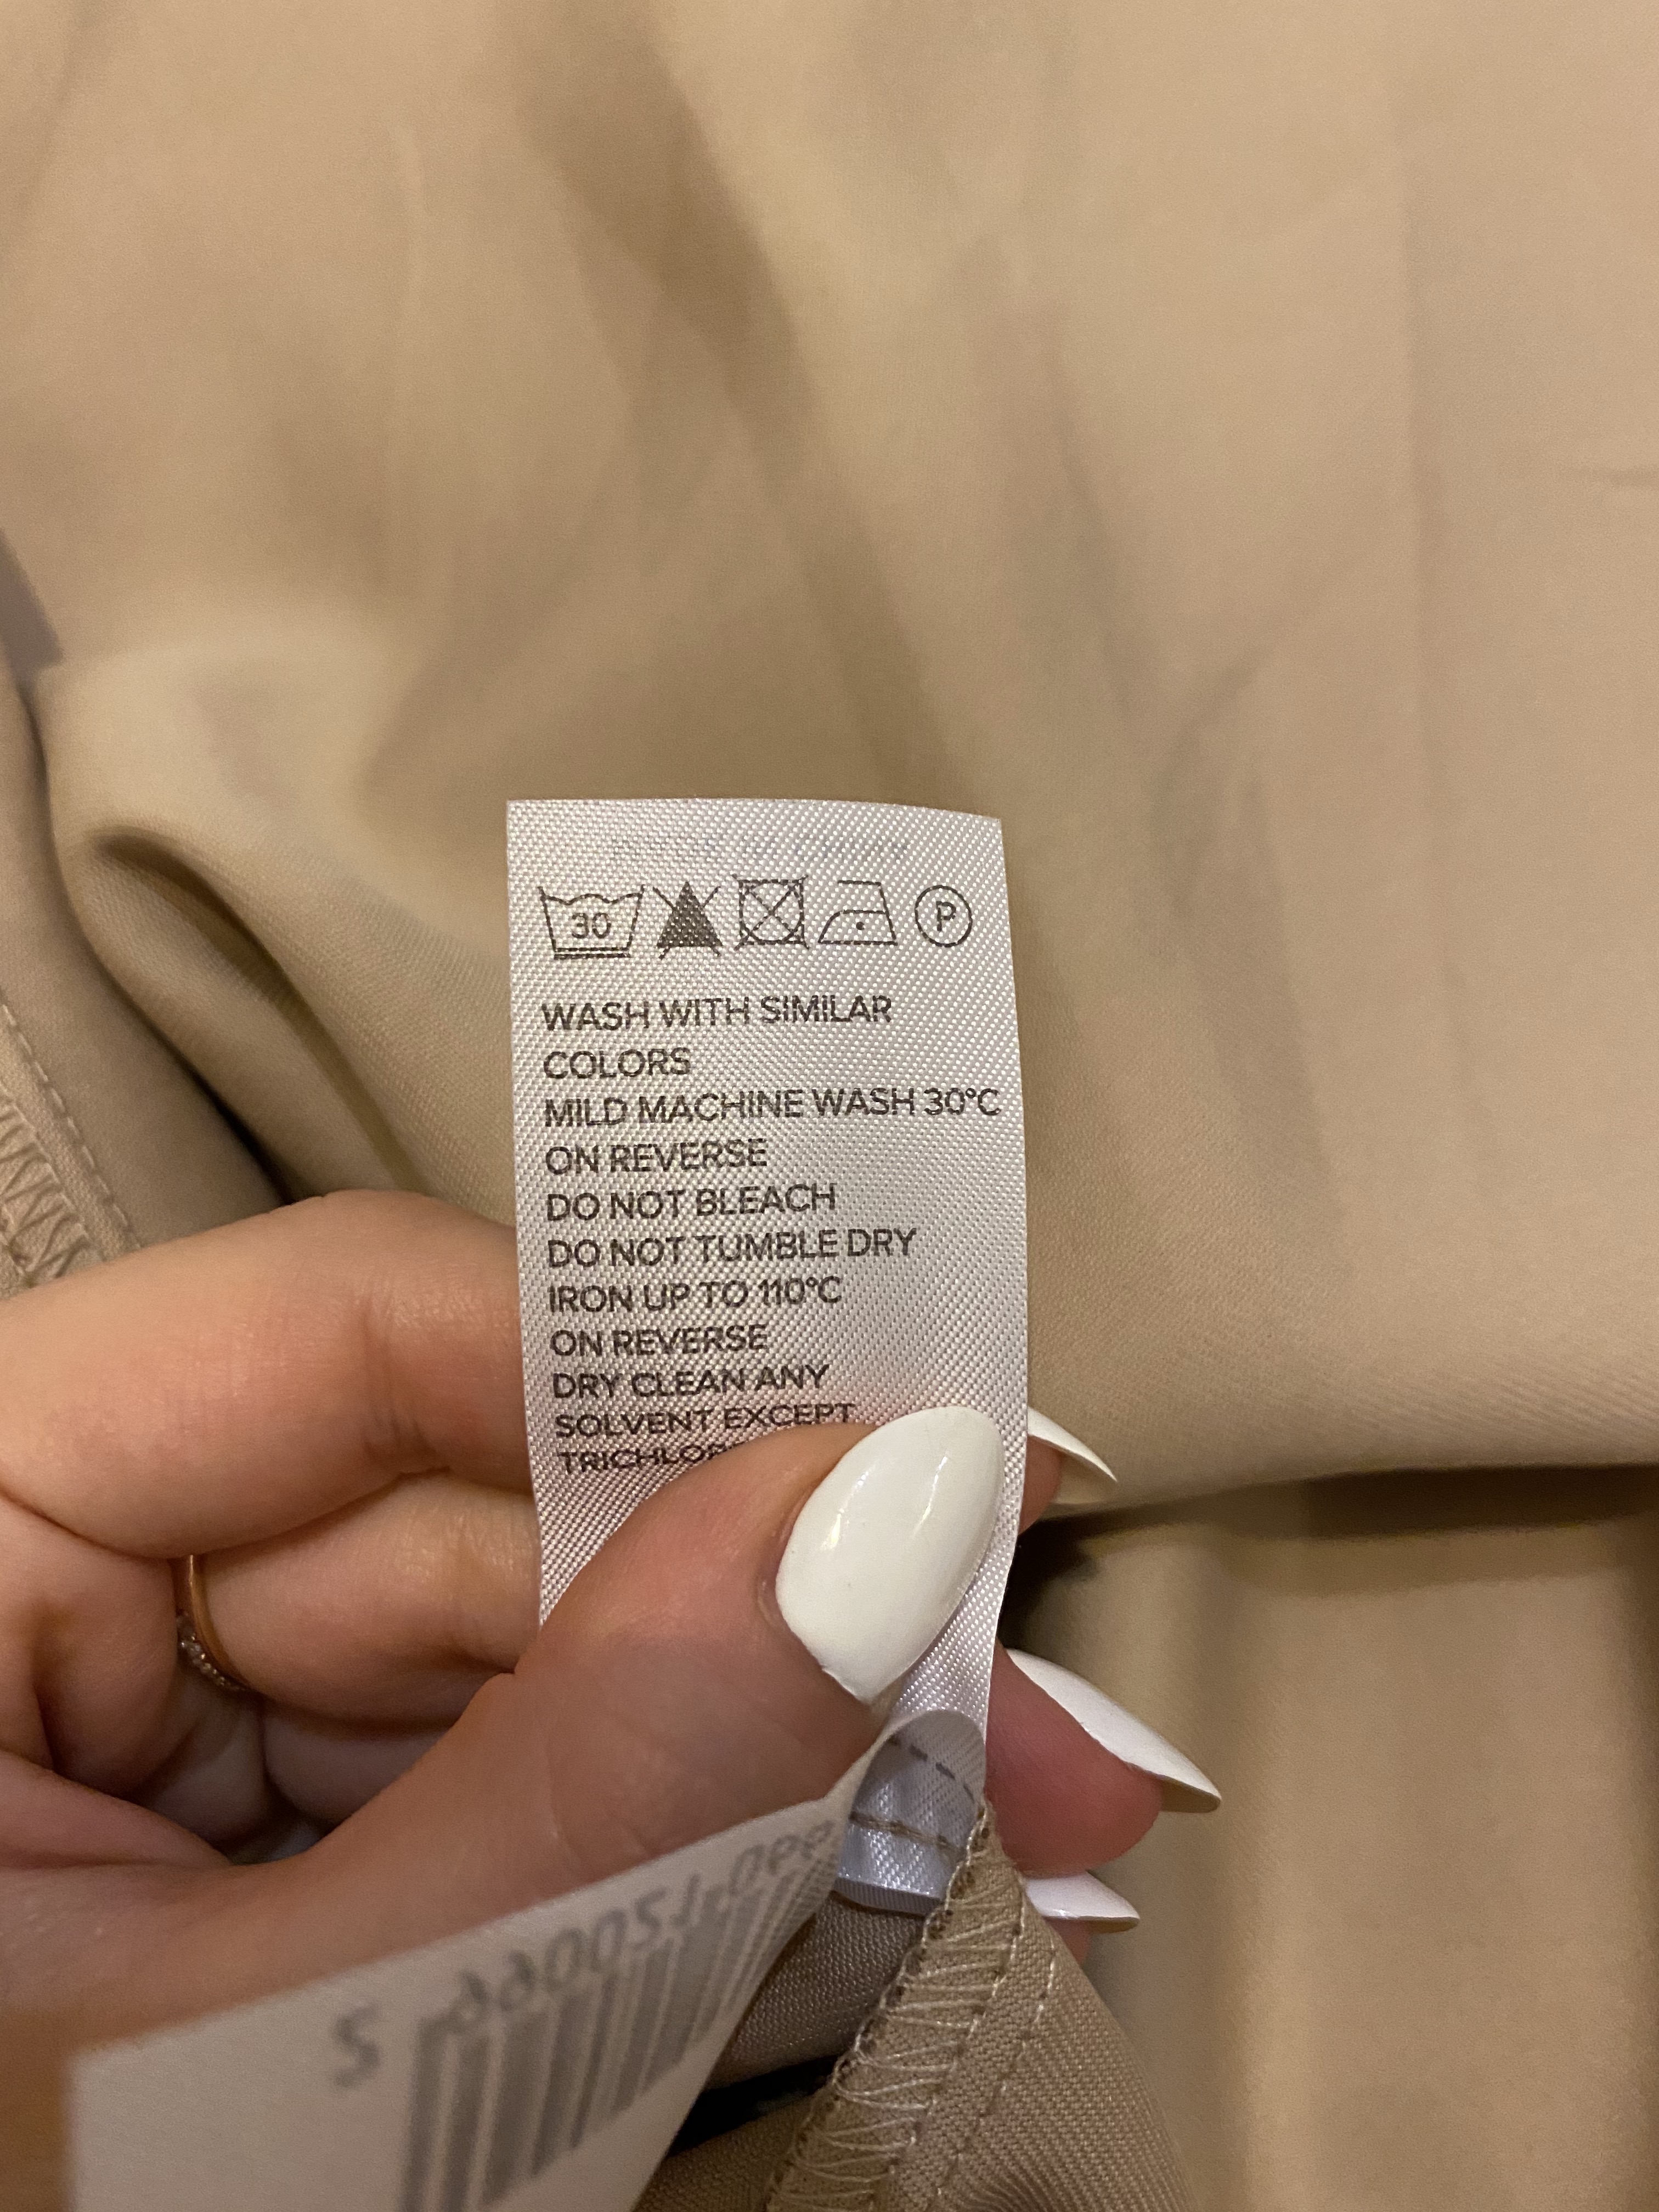 30 P
WASH WITH SIMILAR
COLORS
MILD MACHINE WASH 30°C
ON REVERSE
DO NOT BLEACH
DO NOT TUMBLE DRY
IRON UP TO 110°C
ON REVERSE
DRY CLEAN ANY
SOLVENT EXCEPT